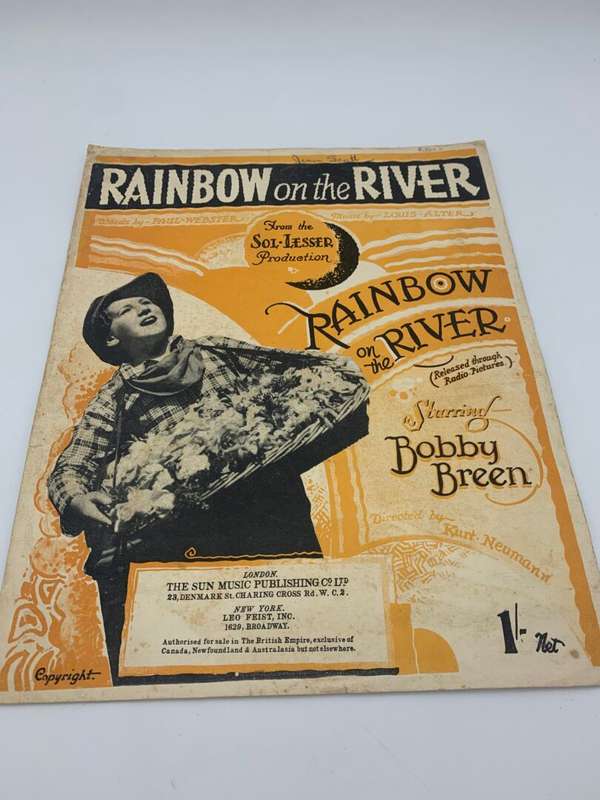 RAINBOW on the RIVER
Words by PAUL WEBSTER Music by LOUIS ALTER
From the
SOL LESSER
Production
RAINBOW
on
the RIVER
(Released through
Radio Pictures)
Starring
Bobby
Breen
Directed by
Kurt Neumann
LONDON.
THE SUN MUSIC PUBLISHING CO LTD
23, DENMARK St. CHARING CROSS Rd. W.C.2.
NEW YORK.
LEO FEIST, INC.
1629, BROADWAY.
Authorised for sale in The British Empire, exclusive of
Canada, Newfoundland & Australasia but not elsewhere.
1/- Net
Copyright.